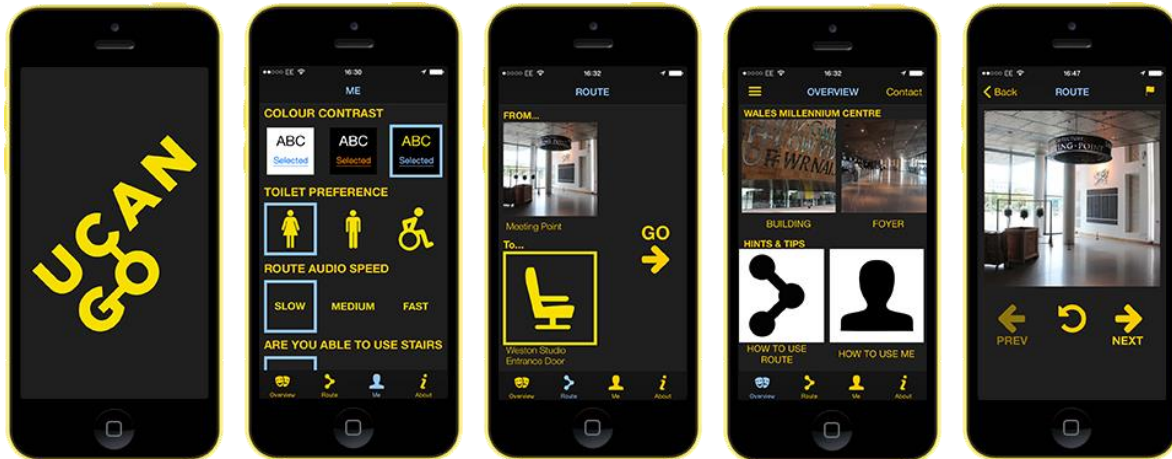 UCAN
GO
EE 16:30
ME
COLOUR CONTRAST
ABC ABC ABC
Selected Selected Selected
TOILET PREFERENCE
ROUTE AUDIO SPEED
SLOW MEDIUM FAST
ARE YOU ABLE TO USE STAIRS
Overview Route Me About
EE 16:32
ROUTE
FROM...
Meeting Point
GO
To...
Weston Studio
Entrance Door
Overview Route Me About
EE 16:32
OVERVIEW Contact
WALES MILLENNIUM CENTRE
BUILDING FOYER
HINTS & TIPS
HOW TO USE
ROUTE
HOW TO USE ME
Overview Route Me About
EE 16:47
Back ROUTE
PREV NEXT